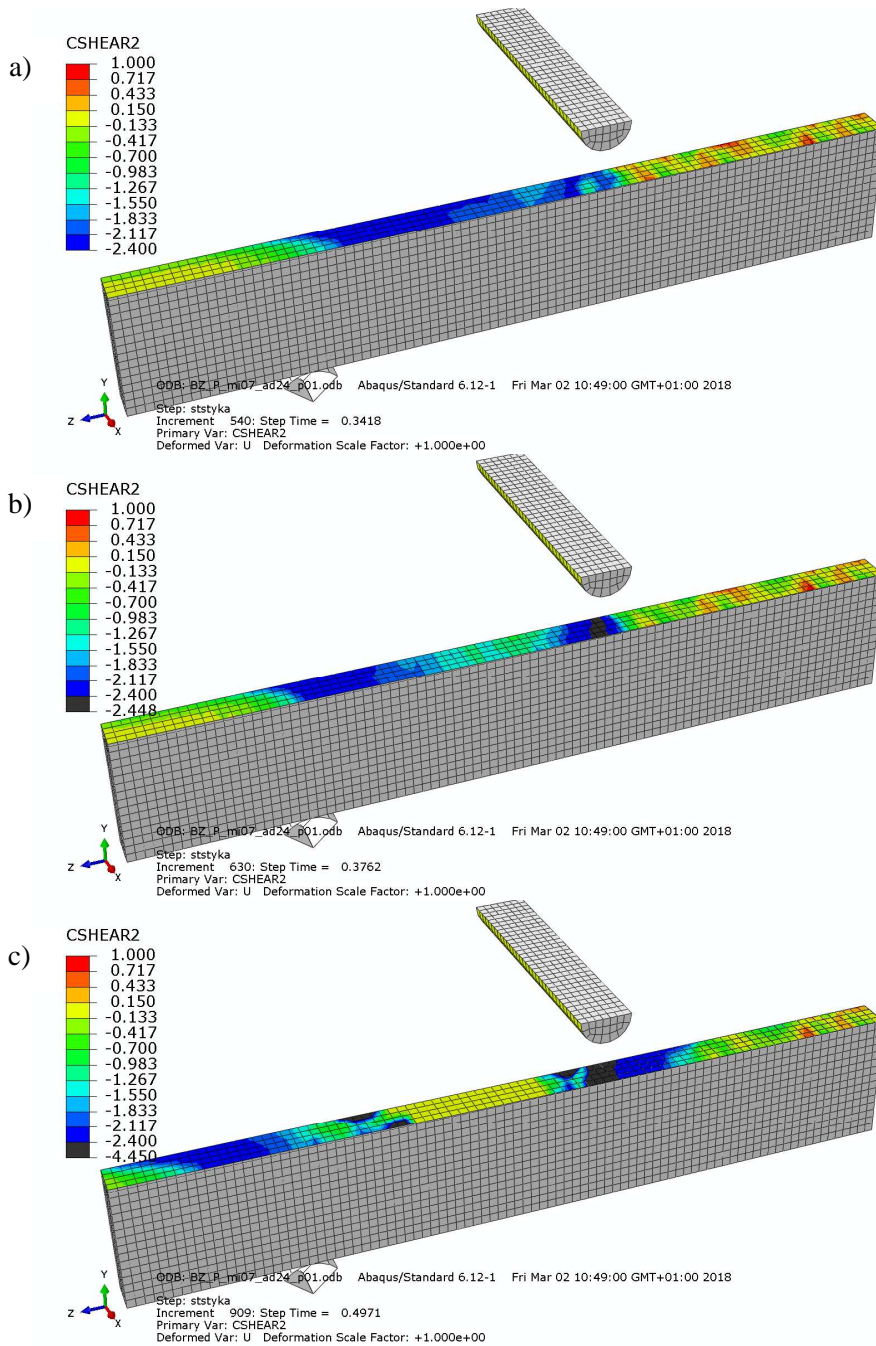 a)
CSHEAR2
1.000
0.717
0.433
0.150
-0.133
-0.417
-0.700
-0.983
-1.267
-1.550
-1.833
-2.117
-2.400
Y
Z
X
ODB: BZ_P_mi07_ad24_p01.odb Abaqus/Standard 6.12-1 Fri Mar 02 10:49:00 GMT+01:00 2018
Step: ststyka
Increment 540: Step Time = 0.3418
Primary Var: CSHEAR2
Deformed Var: U Deformation Scale Factor: +1.000e+00
b)
CSHEAR2
1.000
0.717
0.433
0.150
-0.133
-0.417
-0.700
-0.983
-1.267
-1.550
-1.833
-2.117
-2.400
-2.448
Y
Z
X
ODB: BZ_P_mi07_ad24_p01.odb Abaqus/Standard 6.12-1 Fri Mar 02 10:49:00 GMT+01:00 2018
Step: ststyka
Increment 630: Step Time = 0.3762
Primary Var: CSHEAR2
Deformed Var: U Deformation Scale Factor: +1.000e+00
c)
CSHEAR2
1.000
0.717
0.433
0.150
-0.133
-0.417
-0.700
-0.983
-1.267
-1.550
-1.833
-2.117
-2.400
-4.450
Y
Z
X
ODB: BZ_P_mi07_ad24_p01.odb Abaqus/Standard 6.12-1 Fri Mar 02 10:49:00 GMT+01:00 2018
Step: ststyka
Increment 909: Step Time = 0.4971
Primary Var: CSHEAR2
Deformed Var: U Deformation Scale Factor: +1.000e+00